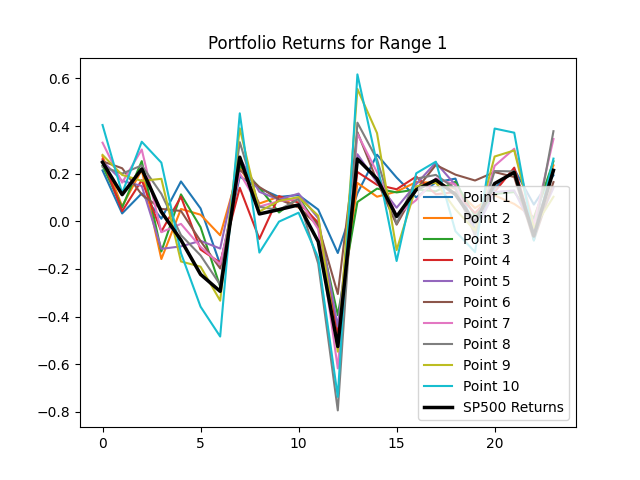 Portfolio Returns for Range 1
0.6
0.4
0.2
0.0
−0.2
−0.4
−0.6
−0.8
0
5
10
15
20
Point 1
Point 2
Point 3
Point 4
Point 5
Point 6
Point 7
Point 8
Point 9
Point 10
SP500 Returns